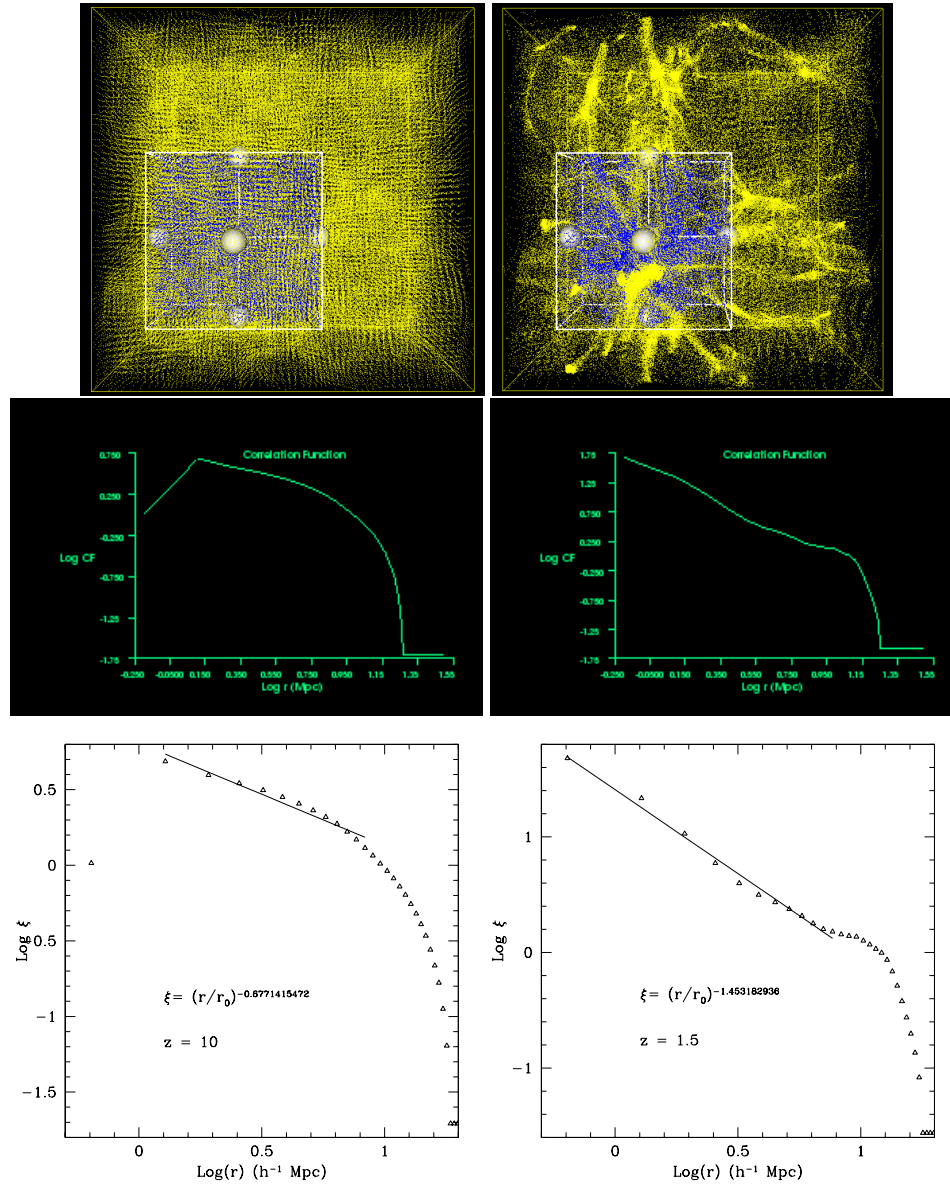 Correlation Function
0.750
0.250
-0.250
-0.750
-1.25
-1.75
Log CF
-0.250 -0.0500 0.150 0.350 0.550 0.750 0.950 1.15 1.35 1.55
Log r (Mpc)
Correlation Function
1.75
1.25
0.750
0.250
-0.250
-0.750
-1.25
-1.75
Log CF
-0.250 -0.0500 0.150 0.350 0.550 0.750 0.950 1.15 1.35 1.55
Log r (Mpc)
0.5
0
-0.5
-1
-1.5
Log ξ
ξ= (r/r₀)^-0.6771415472
z = 10
0 0.5 1
Log(r) (h⁻¹ Mpc)
1
0
-1
Log ξ
ξ= (r/r₀)^-1.453182936
z = 1.5
0 0.5 1
Log(r) (h⁻¹ Mpc)